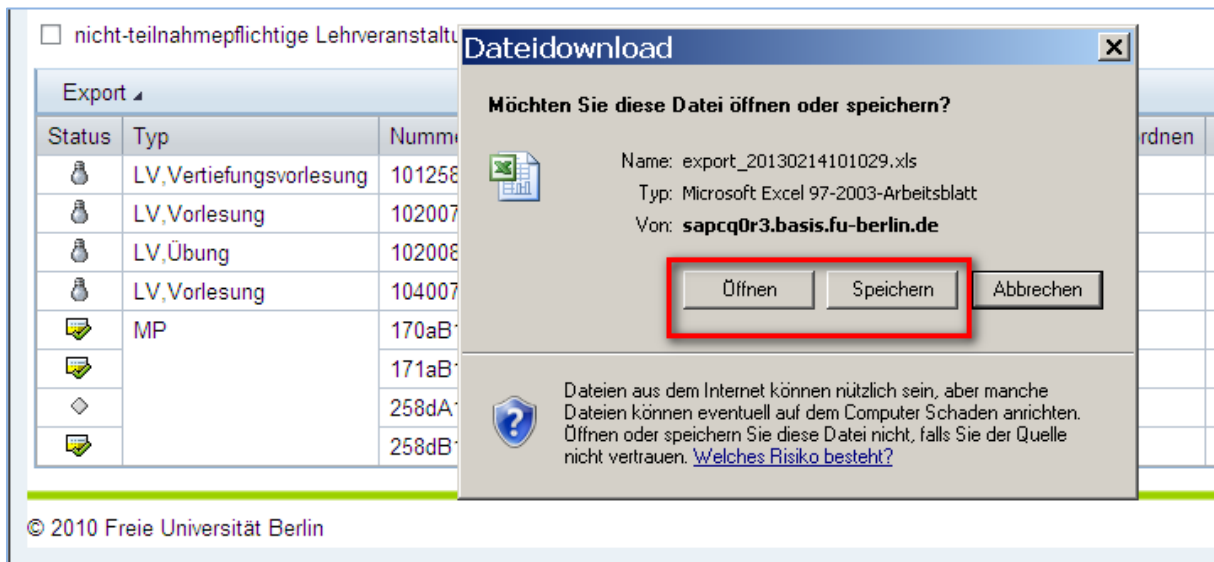 nicht-teilnahmepflichtige Lehrveranstaltu
Export
Status Typ Numme rdnen
LV,Vertiefungsvorlesung 101258
LV,Vorlesung 102007
LV,Übung 102008
LV,Vorlesung 104007
MP 170aB1
171aB1
258dA1
258dB1
Dateidownload
Möchten Sie diese Datei öffnen oder speichern?
Name: export_20130214101029.xls
Typ: Microsoft Excel 97-2003-Arbeitsblatt
Von: sapcq0r3.basis.fu-berlin.de
Öffnen Speichern Abbrechen
Dateien aus dem Internet können nützlich sein, aber manche
Dateien können eventuell auf dem Computer Schaden anrichten.
Öffnen oder speichern Sie diese Datei nicht, falls Sie der Quelle
nicht vertrauen. Welches Risiko besteht?
© 2010 Freie Universität Berlin